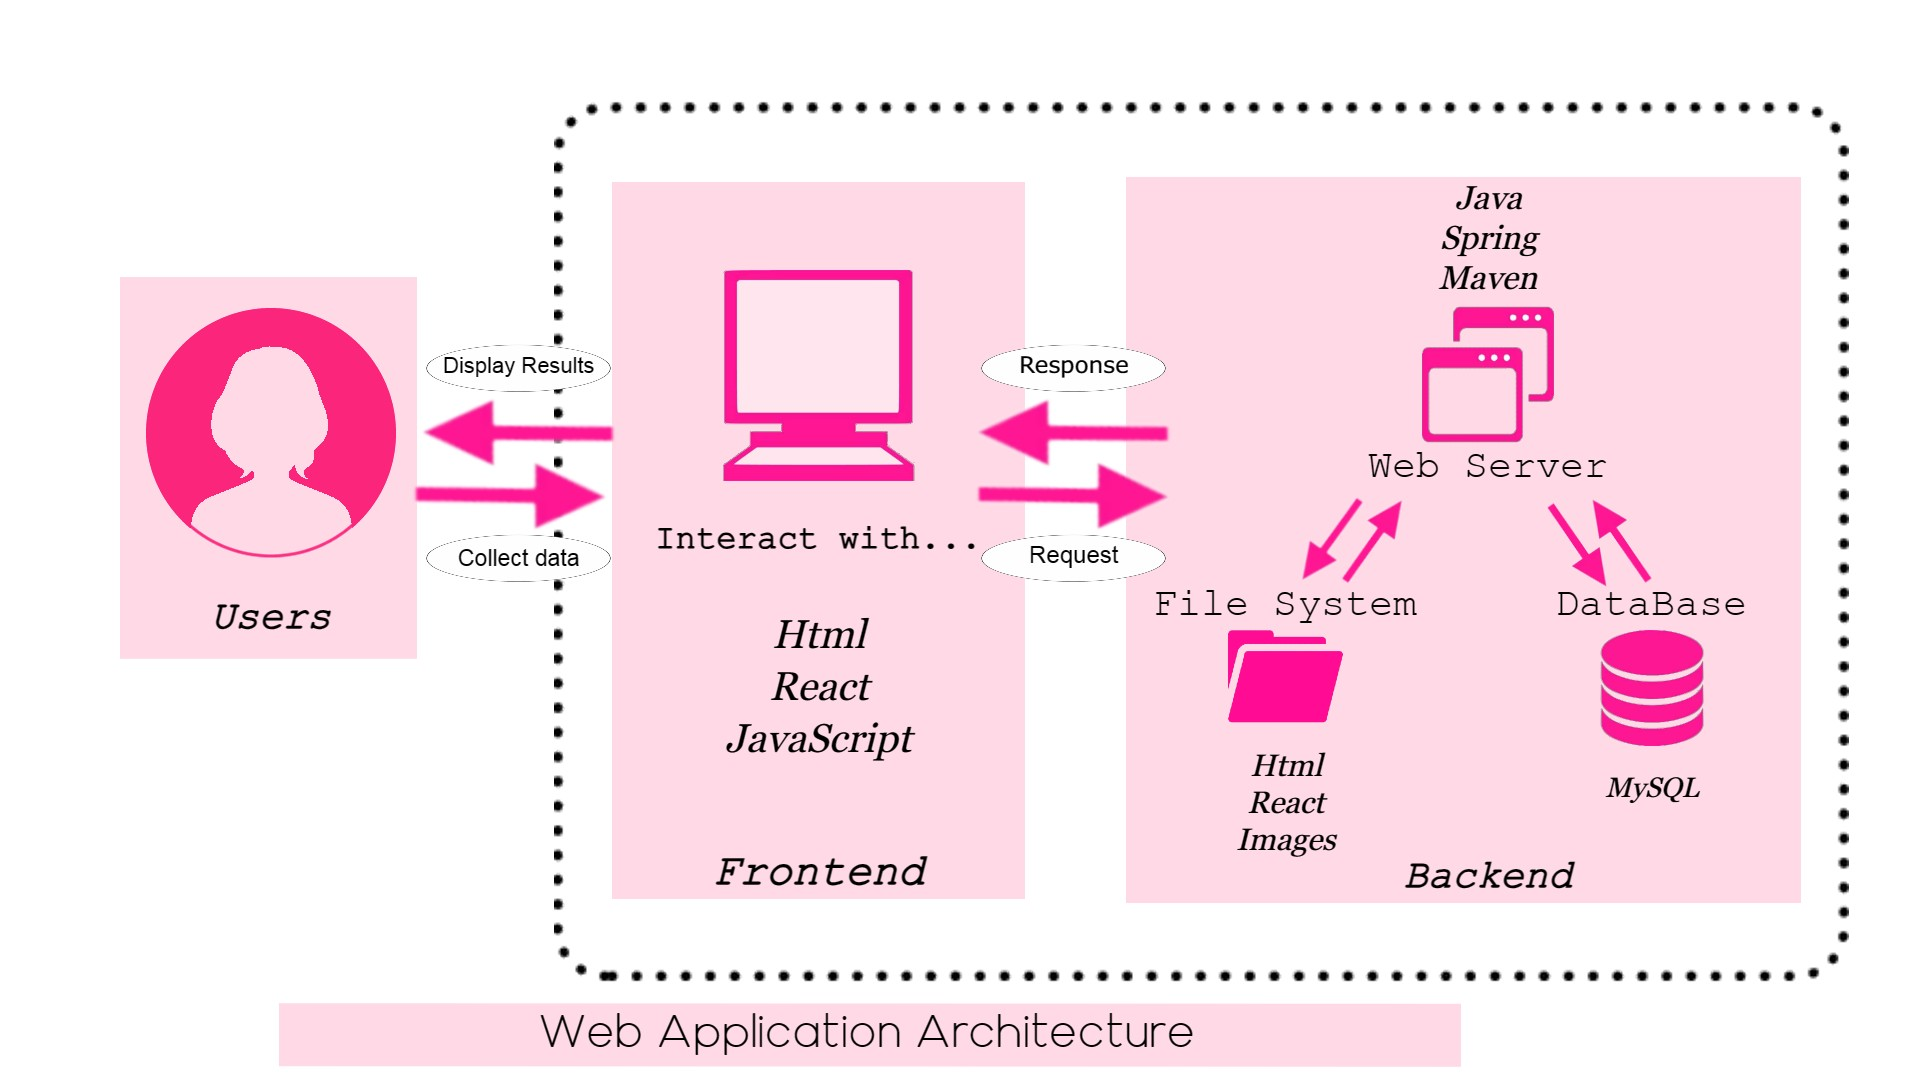 Users
Display Results
Collect data
Interact with...
Html
React
JavaScript
Frontend
Response
Request
Java
Spring
Maven
Web Server
File System
Html
React
Images
DataBase
MySQL
Backend
Web Application Architecture